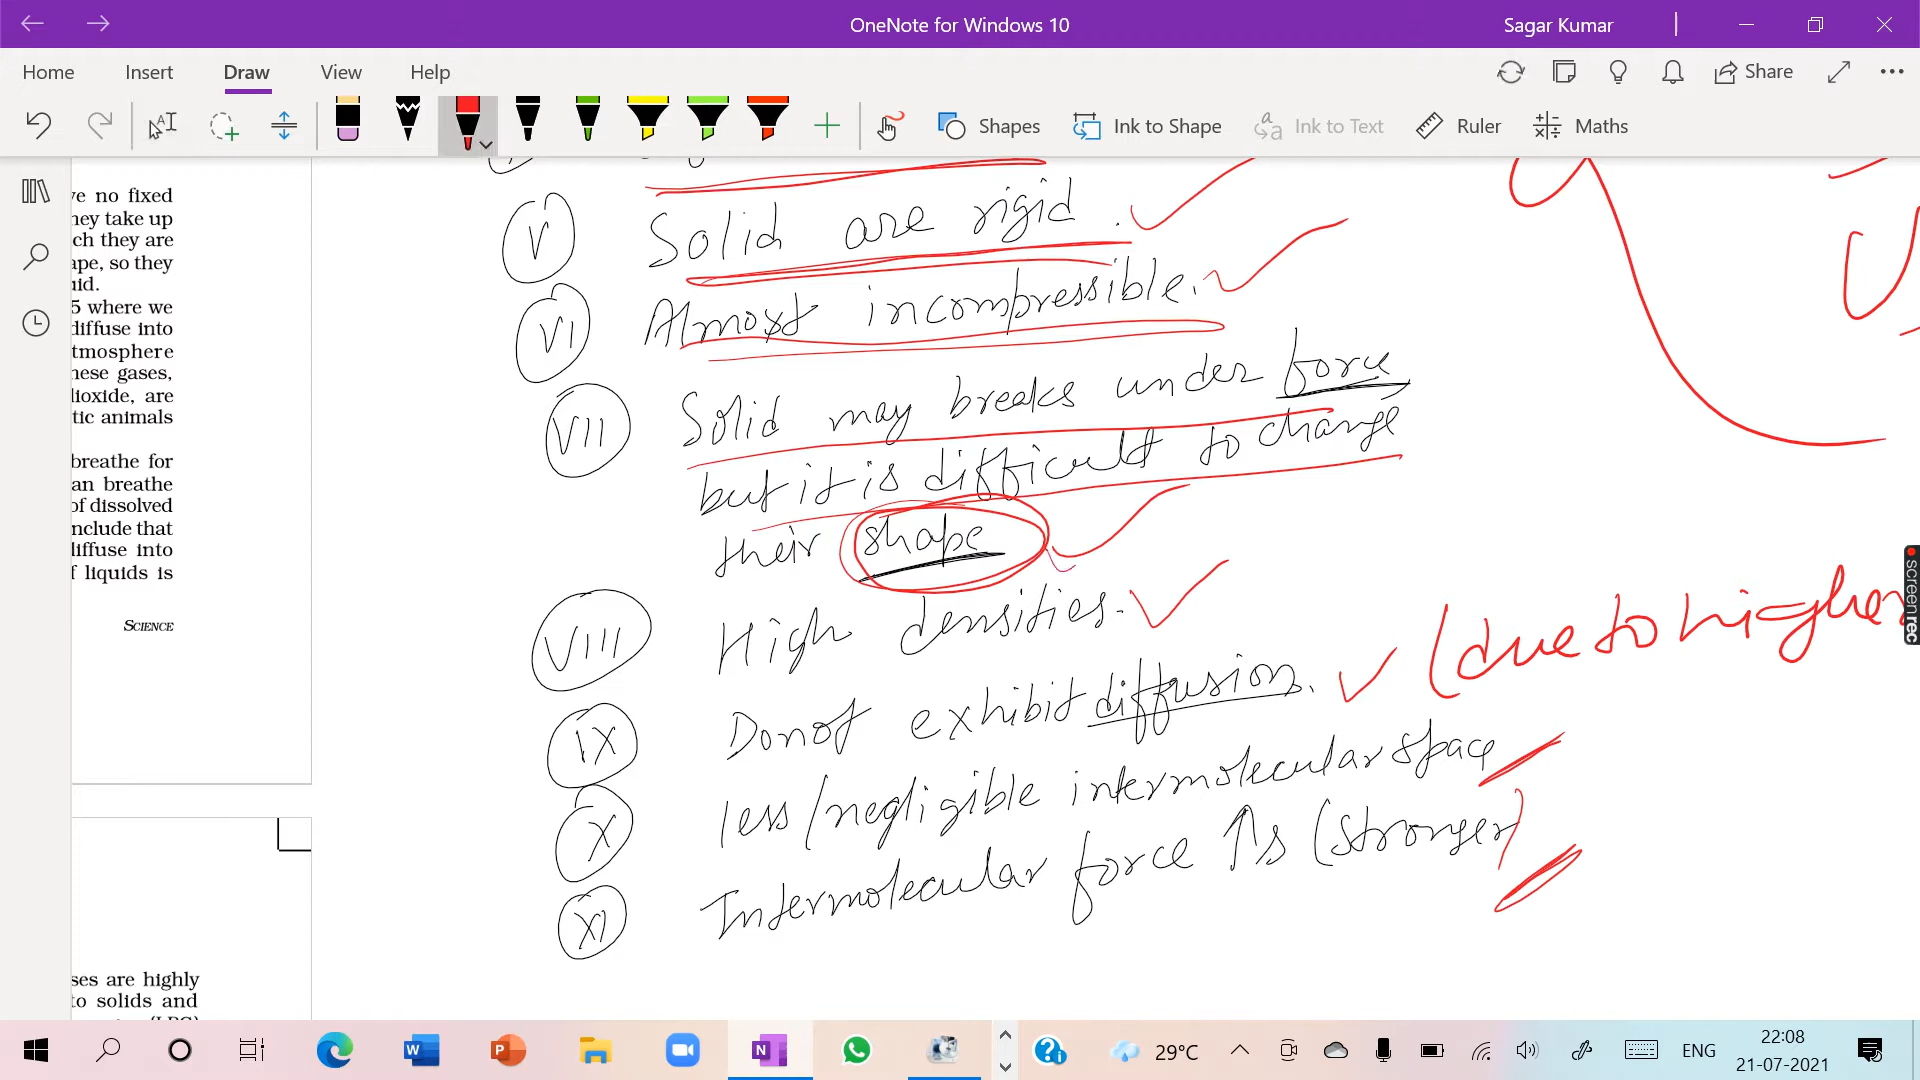 OneNote for Windows 10
Sagar Kumar
Home Insert Draw View Help
Share
Shapes
Ink to Shape
Ink to Text
Ruler
Maths
ve no fixed
hey take up
ch they are
ape, so they
uid.
5 where we
diffuse into
tmosphere
hese gases,
lioxide, are
tic animals
breathe for
an breathe
of dissolved
nclude that
diffuse into
f liquids is
SCIENCE
ses are highly
to solids and
V Solid are rigid.
VI Almost incompressible.
VII Solid may breaks under force
but it is difficult to change
their shape
VIII High densities.
IX Donot exhibit diffusion. (due to higher
X less/negligible intermolecular space
XI Intermolecular force ↑s (stronger)
screenrec
29°C
ENG
22:08
21-07-2021